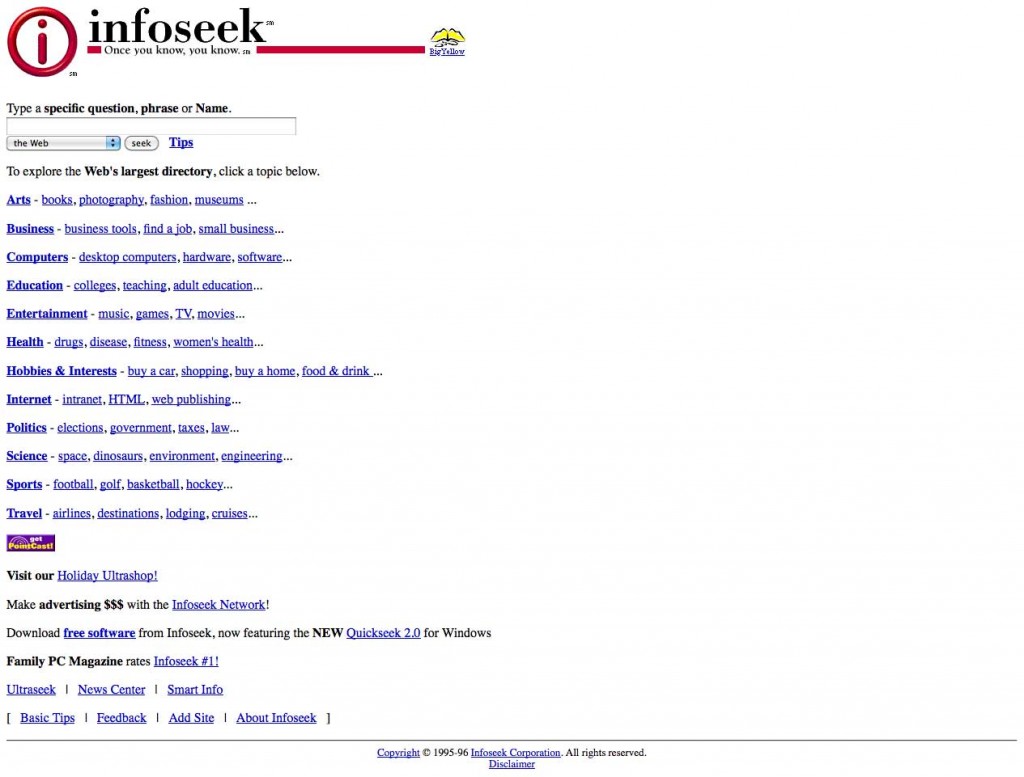 infoseek SM
Once you know, you know. SM
SM
BigYellow
Type a specific question, phrase or Name.
the Web seek Tips
To explore the Web's largest directory, click a topic below.
Arts - books, photography, fashion, museums ...
Business - business tools, find a job, small business...
Computers - desktop computers, hardware, software...
Education - colleges, teaching, adult education...
Entertainment - music, games, TV, movies...
Health - drugs, disease, fitness, women's health...
Hobbies & Interests - buy a car, shopping, buy a home, food & drink ...
Internet - intranet, HTML, web publishing...
Politics - elections, government, taxes, law...
Science - space, dinosaurs, environment, engineering...
Sports - football, golf, basketball, hockey...
Travel - airlines, destinations, lodging, cruises...
get
PointCast!
Visit our Holiday Ultrashop!
Make advertising $$$ with the Infoseek Network!
Download free software from Infoseek, now featuring the NEW Quickseek 2.0 for Windows
Family PC Magazine rates Infoseek #1!
Ultraseek | News Center | Smart Info
[ Basic Tips | Feedback | Add Site | About Infoseek ]
Copyright © 1995-96 Infoseek Corporation. All rights reserved.
Disclaimer